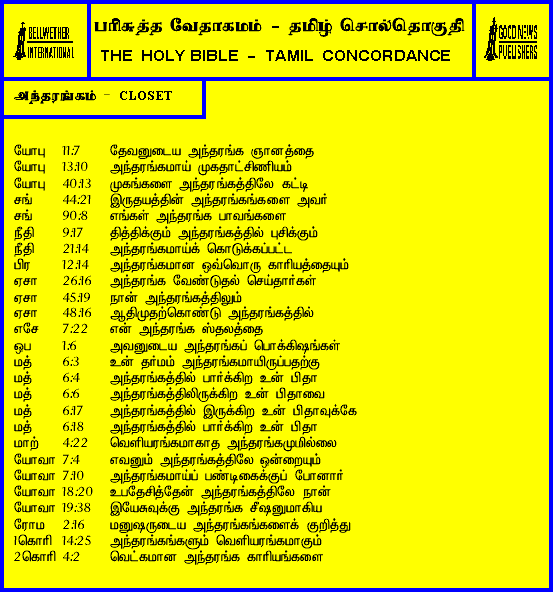 BELLWETHER
INTERNATIONAL
பரிசுத்த வேதாகமம் - தமிழ் சொல்தொகுதி
THE HOLY BIBLE - TAMIL CONCORDANCE
GOOD NEWS
PUBLISHERS
அந்தரங்கம் - CLOSET
யோபு 11:7 தேவனுடைய அந்தரங்க ஞானத்தை
யோபு 13:10 அந்தரங்கமாய் முகதாட்சிணியம்
யோபு 40:13 முகங்களை அந்தரங்கத்திலே கட்டி
சங் 44:21 இருதயத்தின் அந்தரங்கங்களை அவர்
சங் 90:8 எங்கள் அந்தரங்க பாவங்களை
நீதி 9:17 தித்திக்கும் அந்தரங்கத்தில் புசிக்கும்
நீதி 21:14 அந்தரங்கமாய்க் கொடுக்கப்பட்ட
பிர 12:14 அந்தரங்கமான ஒவ்வொரு காரியத்தையும்
ஏசா 26:16 அந்தரங்க வேண்டுதல் செய்தார்கள்
ஏசா 45:19 நான் அந்தரங்கத்திலும்
ஏசா 48:16 ஆதிமுதற்கொண்டு அந்தரங்கத்தில்
எசே 7:22 என் அந்தரங்க ஸ்தலத்தை
ஒப 1:6 அவனுடைய அந்தரங்கப் பொக்கிஷங்கள்
மத் 6:3 உன் தர்மம் அந்தரங்கமாயிருப்பதற்கு
மத் 6:4 அந்தரங்கத்தில் பார்க்கிற உன் பிதா
மத் 6:6 அந்தரங்கத்திலிருக்கிற உன் பிதாவை
மத் 6:17 அந்தரங்கத்தில் இருக்கிற உன் பிதாவுக்கே
மத் 6:18 அந்தரங்கத்தில் பார்க்கிற உன் பிதா
மாற் 4:22 வெளியரங்கமாகாத அந்தரங்கமுமில்லை
யோவா 7:4 எவனும் அந்தரங்கத்திலே ஒன்றையும்
யோவா 7:10 அந்தரங்கமாய்ப் பண்டிகைக்குப் போனார்
யோவா 18:20 உபதேசித்தேன் அந்தரங்கத்திலே நான்
யோவா 19:38 இயேசுவுக்கு அந்தரங்க சீஷனுமாகிய
ரோம 2:16 மனுஷருடைய அந்தரங்கங்களைக் குறித்து
1கொரி 14:25 அந்தரங்கங்களும் வெளியரங்கமாகும்
2கொரி 4:2 வெட்கமான அந்தரங்க காரியங்களை